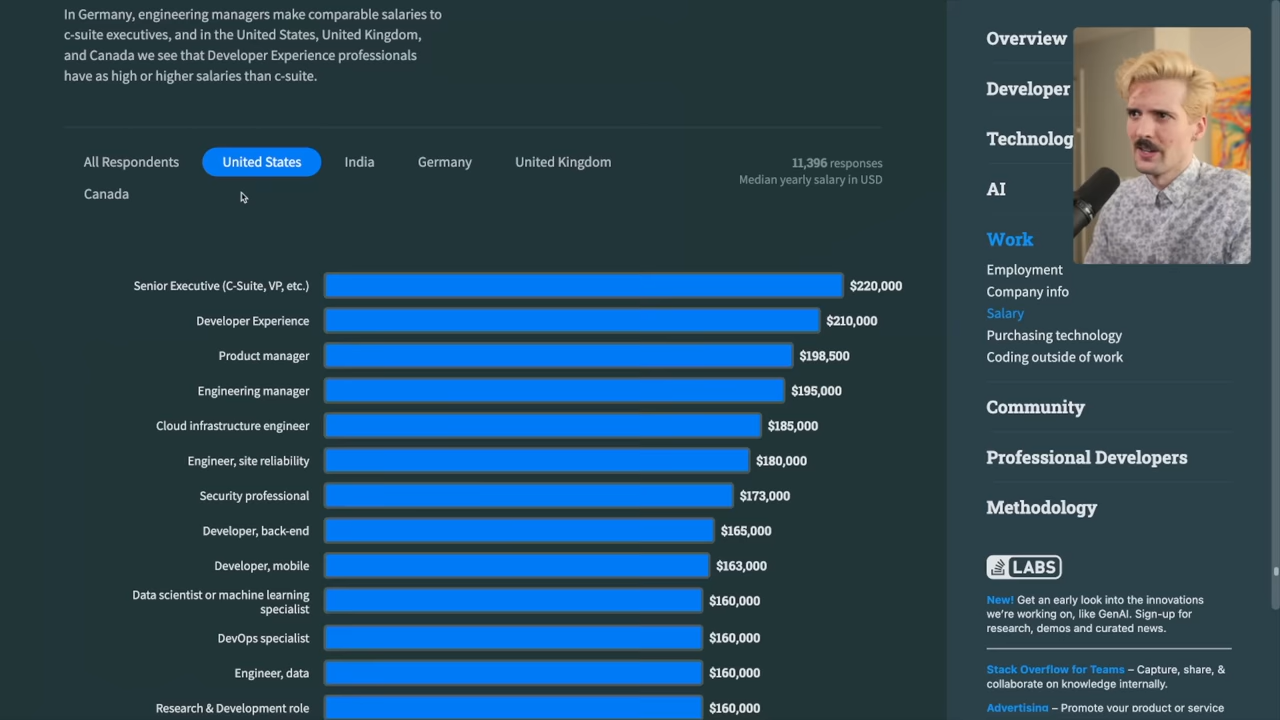 In Germany, engineering managers make comparable salaries to
c-suite executives, and in the United States, United Kingdom,
and Canada we see that Developer Experience professionals
have as high or higher salaries than c-suite.
All Respondents
United States
India
Germany
United Kingdom
Canada
11,396 responses
Median yearly salary in USD
Senior Executive (C-Suite, VP, etc.) $220,000
Developer Experience $210,000
Product manager $198,500
Engineering manager $195,000
Cloud infrastructure engineer $185,000
Engineer, site reliability $180,000
Security professional $173,000
Developer, back-end $165,000
Developer, mobile $163,000
Data scientist or machine learning
specialist $160,000
DevOps specialist $160,000
Engineer, data $160,000
Research & Development role $160,000
Overview
Developer
Technolog
AI
Work
Employment
Company info
Salary
Purchasing technology
Coding outside of work
Community
Professional Developers
Methodology
LABS
New! Get an early look into the innovations
we're working on, like GenAI. Sign-up for
research, demos and curated news.
Stack Overflow for Teams – Capture, share, &
collaborate on knowledge internally.
Advertising – Promote your product or service